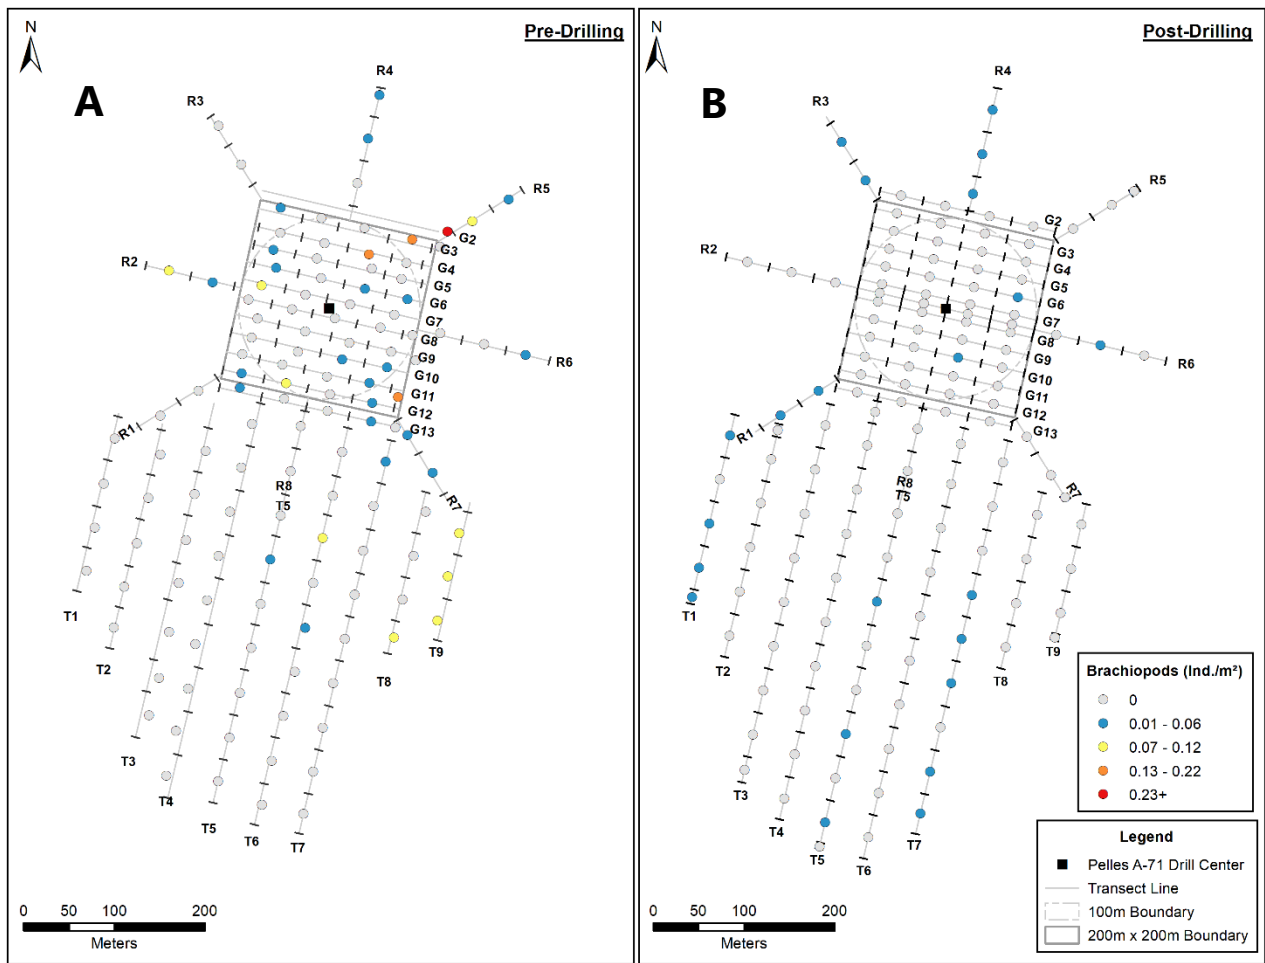 Pre-Drilling
N
A
R4
R3
R5
R2
G2
G3
G4
G5
G6
G7
G8
G9
R6
G10
G11
G12
G13
R1
R8
T5
R7
T1
T2
T9
T8
T3
T4
T5
T6
T7
0 50 100 200
Meters
Post-Drilling
N
B
R4
R3
R5
G2
R2
G3
G4
G5
G6
G7
G8
G9
R6
G10
G11
G12
G13
R1
R8
T5
R7
T1
T2
T9
T8
T3
T4
T5
T6
T7
0 50 100 200
Meters
Brachiopods (Ind./m²)
0
0.01 - 0.06
0.07 - 0.12
0.13 - 0.22
0.23+
Legend
Pelles A-71 Drill Center
Transect Line
100m Boundary
200m x 200m Boundary